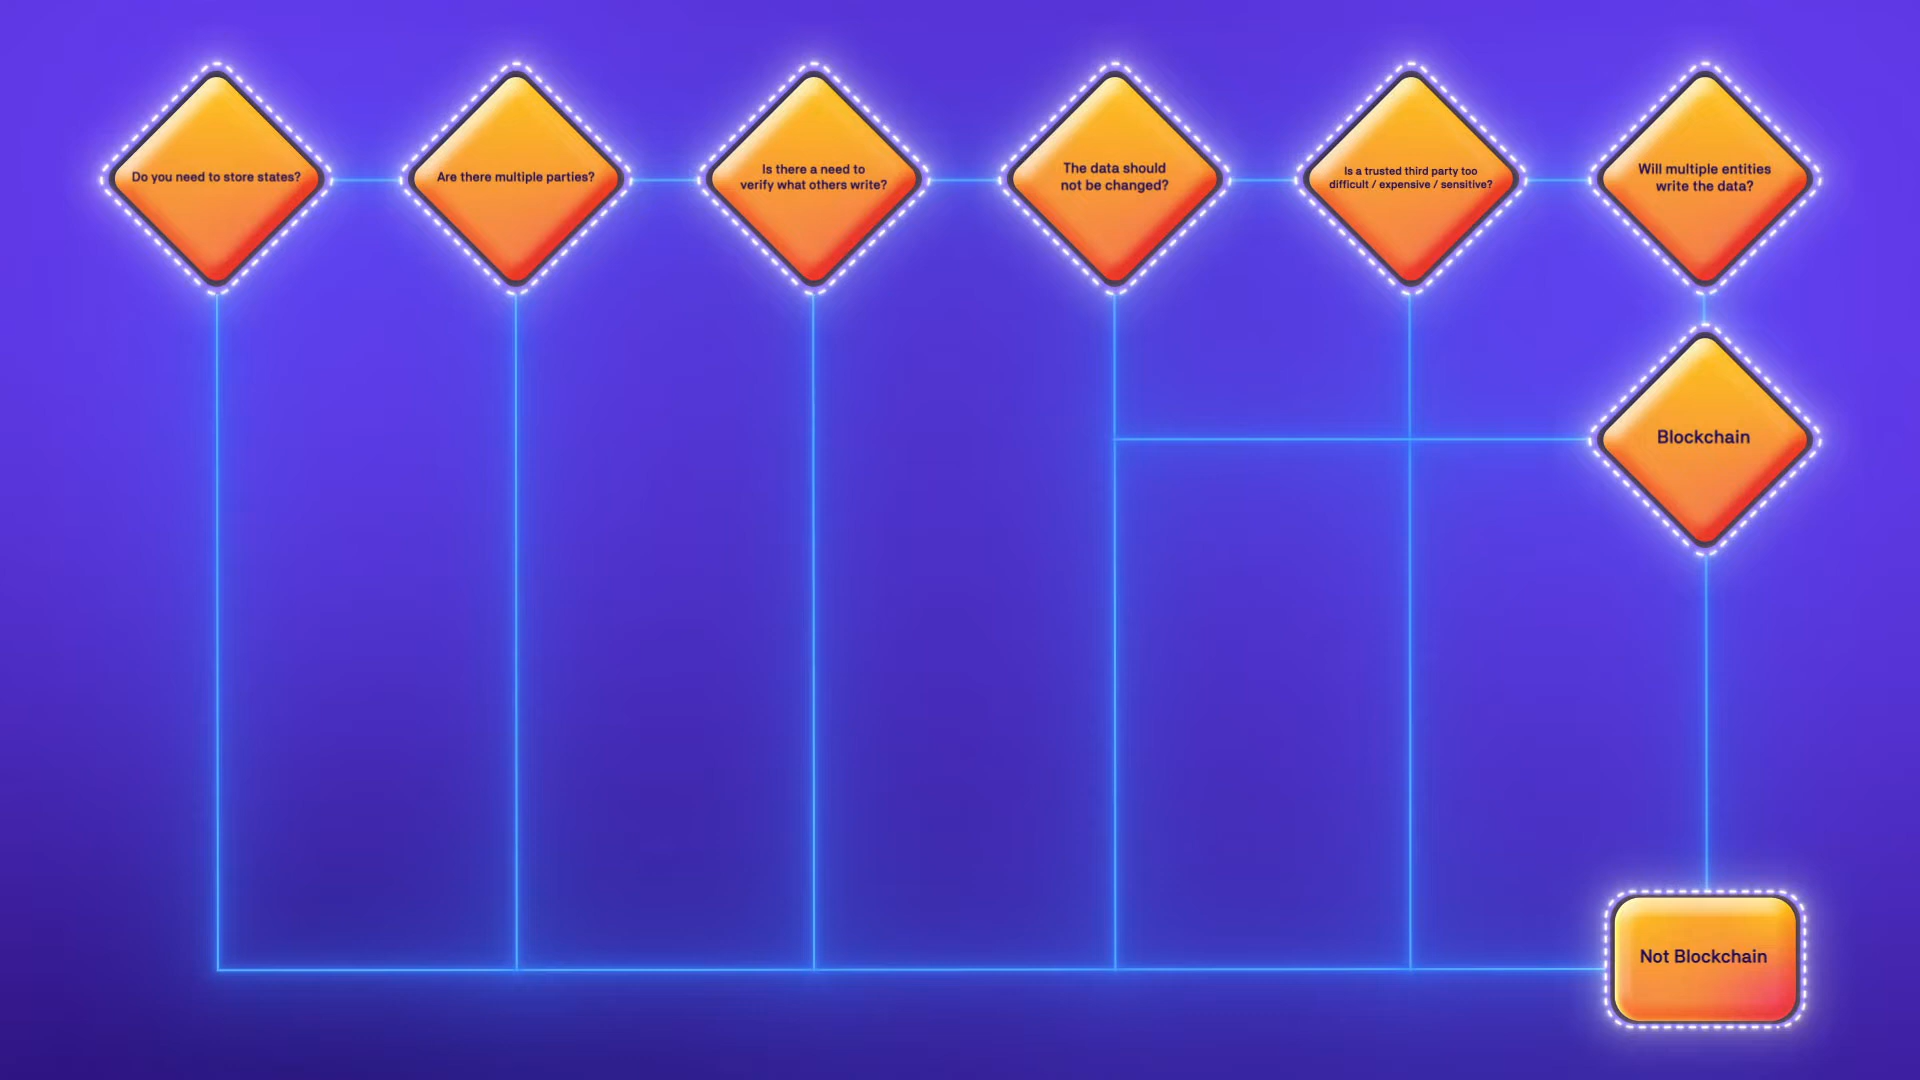 Do you need to store states?
Are there multiple parties?
Is there a need to
verify what others write?
The data should
not be changed?
Is a trusted third party too
difficult / expensive / sensitive?
Will multiple entities
write the data?
Blockchain
Not Blockchain